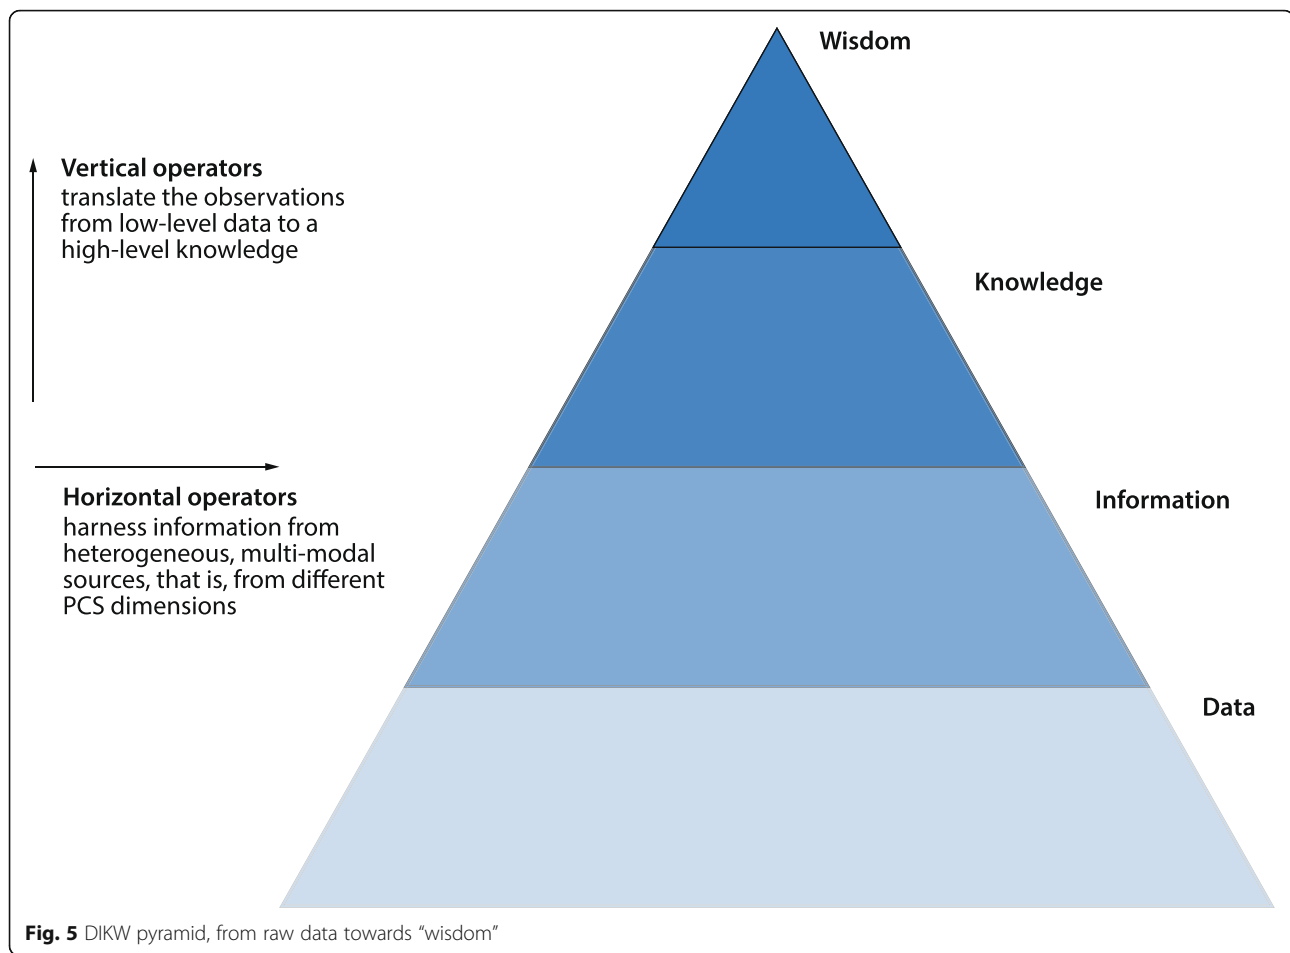 Wisdom
Vertical operators
translate the observations
from low-level data to a
high-level knowledge
Knowledge
Horizontal operators
harness information from
heterogeneous, multi-modal
sources, that is, from different
PCS dimensions
Information
Data
Fig. 5 DIKW pyramid, from raw data towards “wisdom”